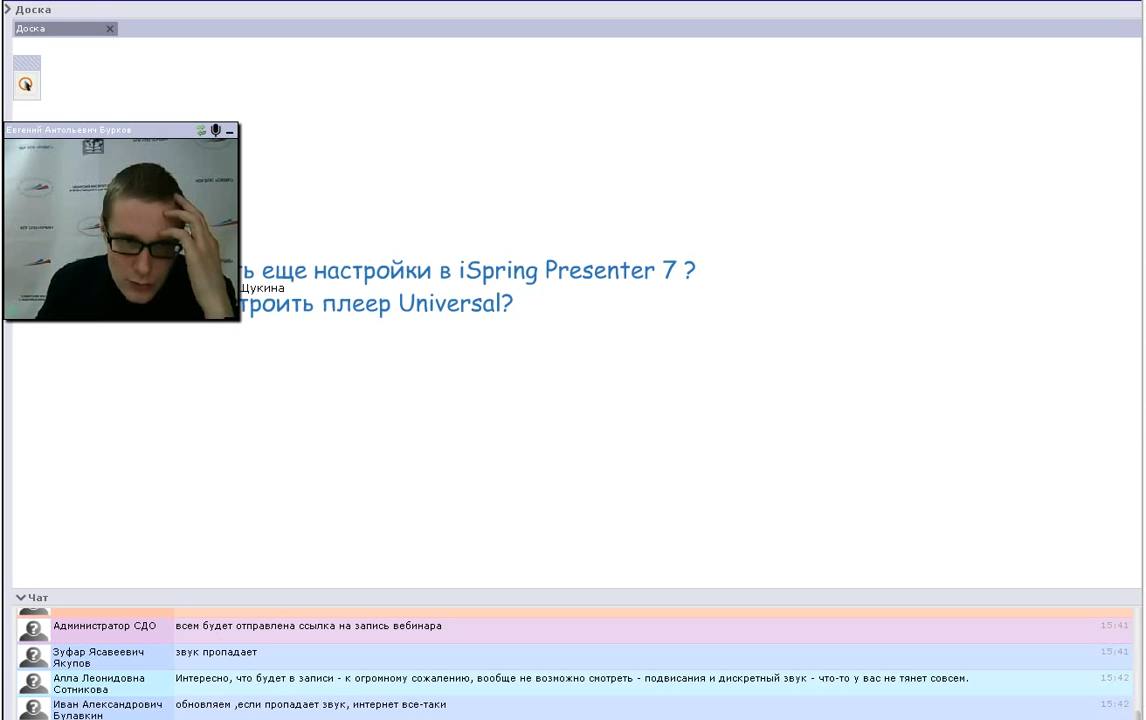 Доска
Доска
Евгений Антольевич Бурков
ть еще настройки в iSpring Presenter 7 ?
Щукина
троить плеер Universal?
Чат
Администратор СДО всем будет отправлена ссылка на запись вебинара 15:41
Зуфар Ясавеевич Якупов звук пропадает 15:41
Алла Леонидовна Сотникова Интересно, что будет в записи - к огромному сожалению, вообще не возможно смотреть - подвисания и дискретный звук - что-то у вас не тянет совсем. 15:42
Иван Александрович Булавкин обновляем ,если пропадает звук, интернет все-таки 15:42